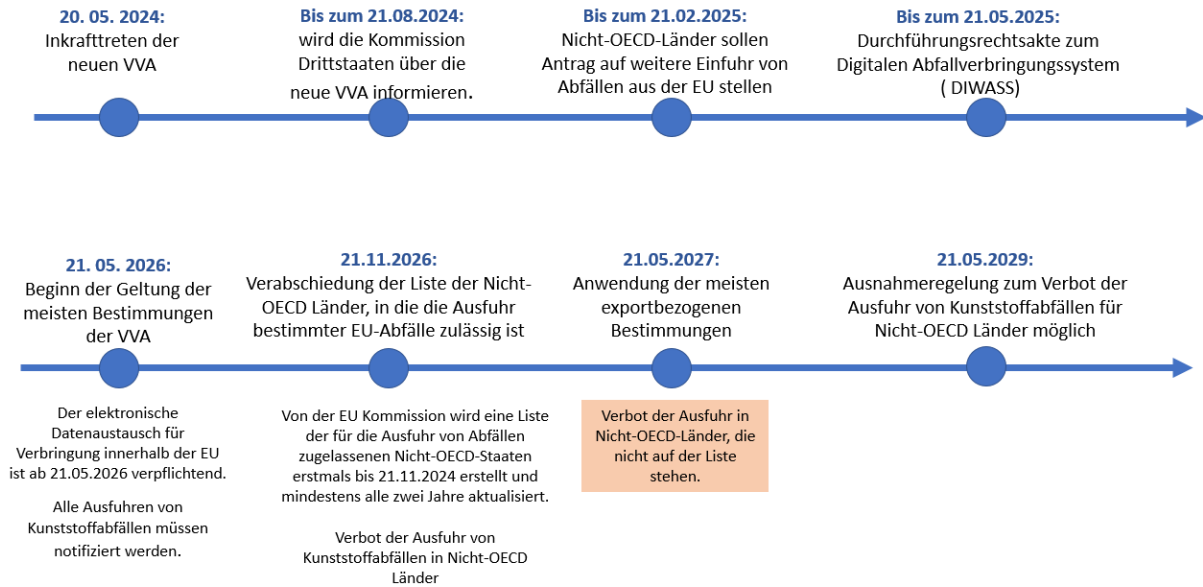 20. 05. 2024:
Inkrafttreten der
neuen VVA
Bis zum 21.08.2024:
wird die Kommission
Drittstaaten über die
neue VVA informieren.
Bis zum 21.02.2025:
Nicht-OECD-Länder sollen
Antrag auf weitere Einfuhr von
Abfällen aus der EU stellen
Bis zum 21.05.2025:
Durchführungsrechtsakte zum
Digitalen Abfallverbringungssystem
( DIWASS)
21. 05. 2026:
Beginn der Geltung der
meisten Bestimmungen
der VVA
21.11.2026:
Verabschiedung der Liste der Nicht-
OECD Länder, in die die Ausfuhr
bestimmter EU-Abfälle zulässig ist
21.05.2027:
Anwendung der meisten
exportbezogenen
Bestimmungen
21.05.2029:
Ausnahmeregelung zum Verbot der
Ausfuhr von Kunststoffabfällen für
Nicht-OECD Länder möglich
Der elektronische
Datenaustausch für
Verbringung innerhalb der EU
ist ab 21.05.2026 verpflichtend.
Alle Ausfuhren von
Kunststoffabfällen müssen
notifiziert werden.
Von der EU Kommission wird eine Liste
der für die Ausfuhr von Abfällen
zugelassenen Nicht-OECD-Staaten
erstmals bis 21.11.2024 erstellt und
mindestens alle zwei Jahre aktualisiert.
Verbot der Ausfuhr von
Kunststoffabfällen in Nicht-OECD
Länder
Verbot der Ausfuhr in
Nicht-OECD-Länder, die
nicht auf der Liste
stehen.